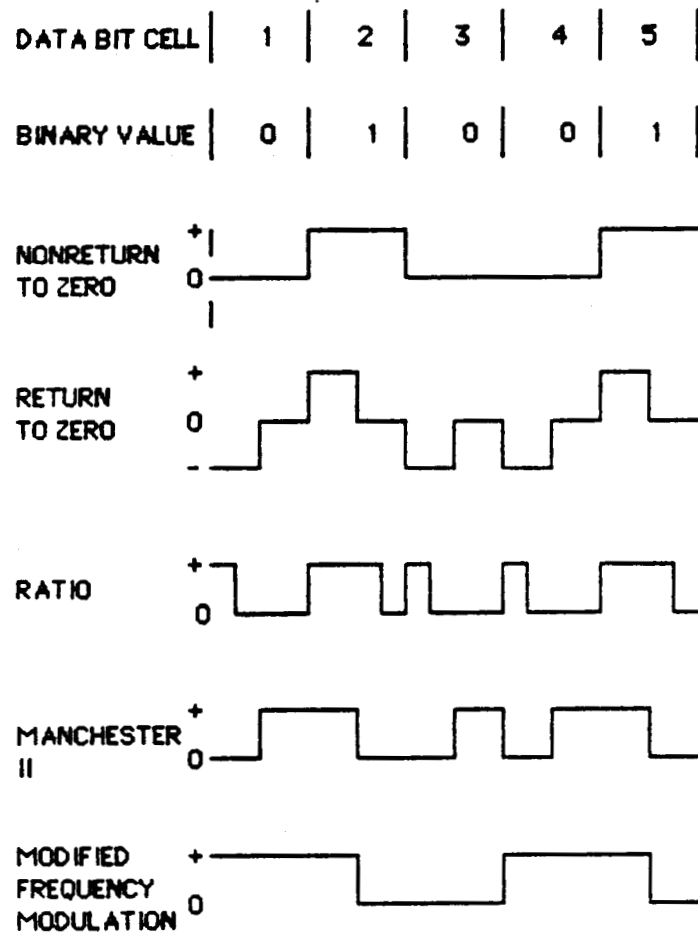 DATA BIT CELL | 1 | 2 | 3 | 4 | 5 |
BINARY VALUE | 0 | 1 | 0 | 0 | 1 |
NONRETURN
TO ZERO
+
0
RETURN
TO ZERO
+
0
-
RATIO
+
0
MANCHESTER
II
+
0
MODIFIED
FREQUENCY
MODULATION
+
0